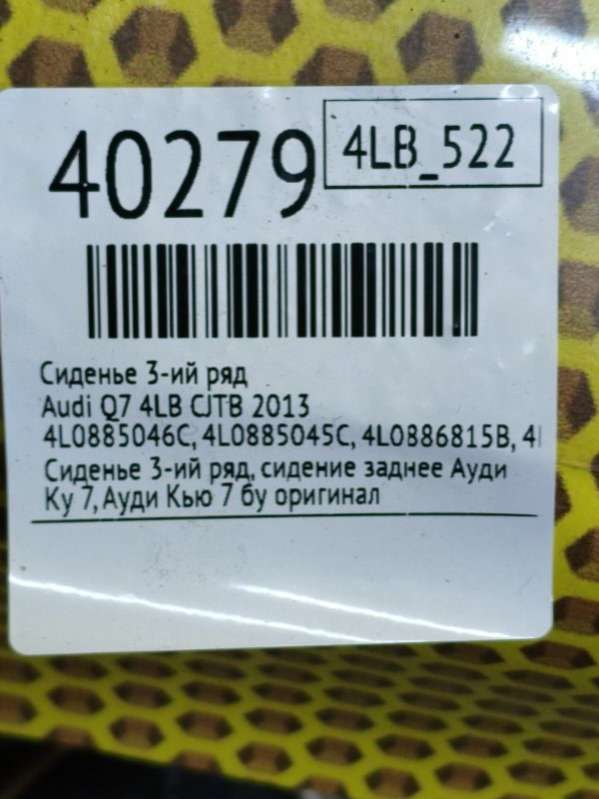 40279
4LB_522
Сиденье 3-ий ряд
Audi Q7 4LB CJTB 2013
4L0885046C, 4L0885045C, 4L0886815B, 4
Сиденье 3-ий ряд, сидение заднее Ауди
Ку 7, Ауди Кью 7 бу оригинал